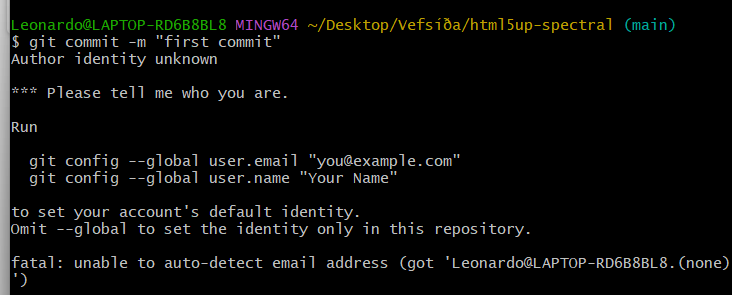 Leonardo@LAPTOP-RD6B8BL8 MINGW64 ~/Desktop/Vefsíða/html5up-spectral (main)
$ git commit -m "first commit"
Author identity unknown
*** Please tell me who you are.
Run
git config --global user.email "you@example.com"
git config --global user.name "Your Name"
to set your account's default identity.
Omit --global to set the identity only in this repository.
fatal: unable to auto-detect email address (got 'Leonardo@LAPTOP-RD6B8BL8.(none)
')